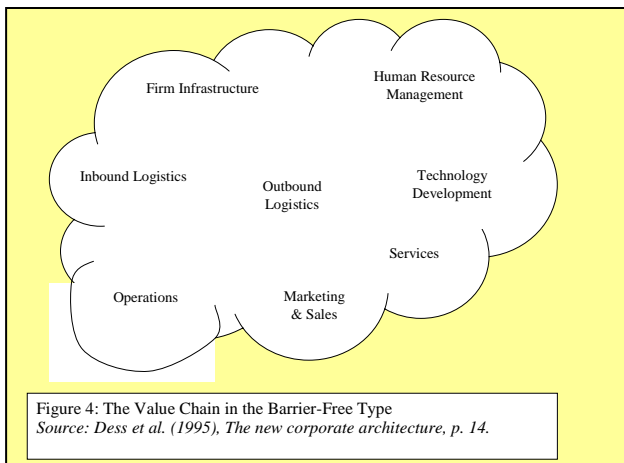 Firm Infrastructure
Human Resource
Management
Inbound Logistics
Outbound
Logistics
Technology
Development
Services
Operations
Marketing
& Sales
Figure 4: The Value Chain in the Barrier-Free Type
Source: Dess et al. (1995), The new corporate architecture, p. 14.